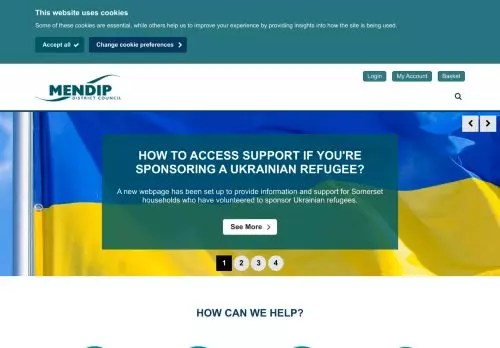 This website uses cookies
Some of these cookies are essential, while others help us to improve your experience by providing insights into how the site is being used.
Accept all
Change cookie preferences
Login
My Account
Basket
MENDIP
DISTRICT COUNCIL
HOW TO ACCESS SUPPORT IF YOU'RE
SPONSORING A UKRAINIAN REFUGEE?
A new webpage has been set up to provide information and support for Somerset
households who have volunteered to sponsor Ukrainian refugees.
See More
1 2 3 4
HOW CAN WE HELP?